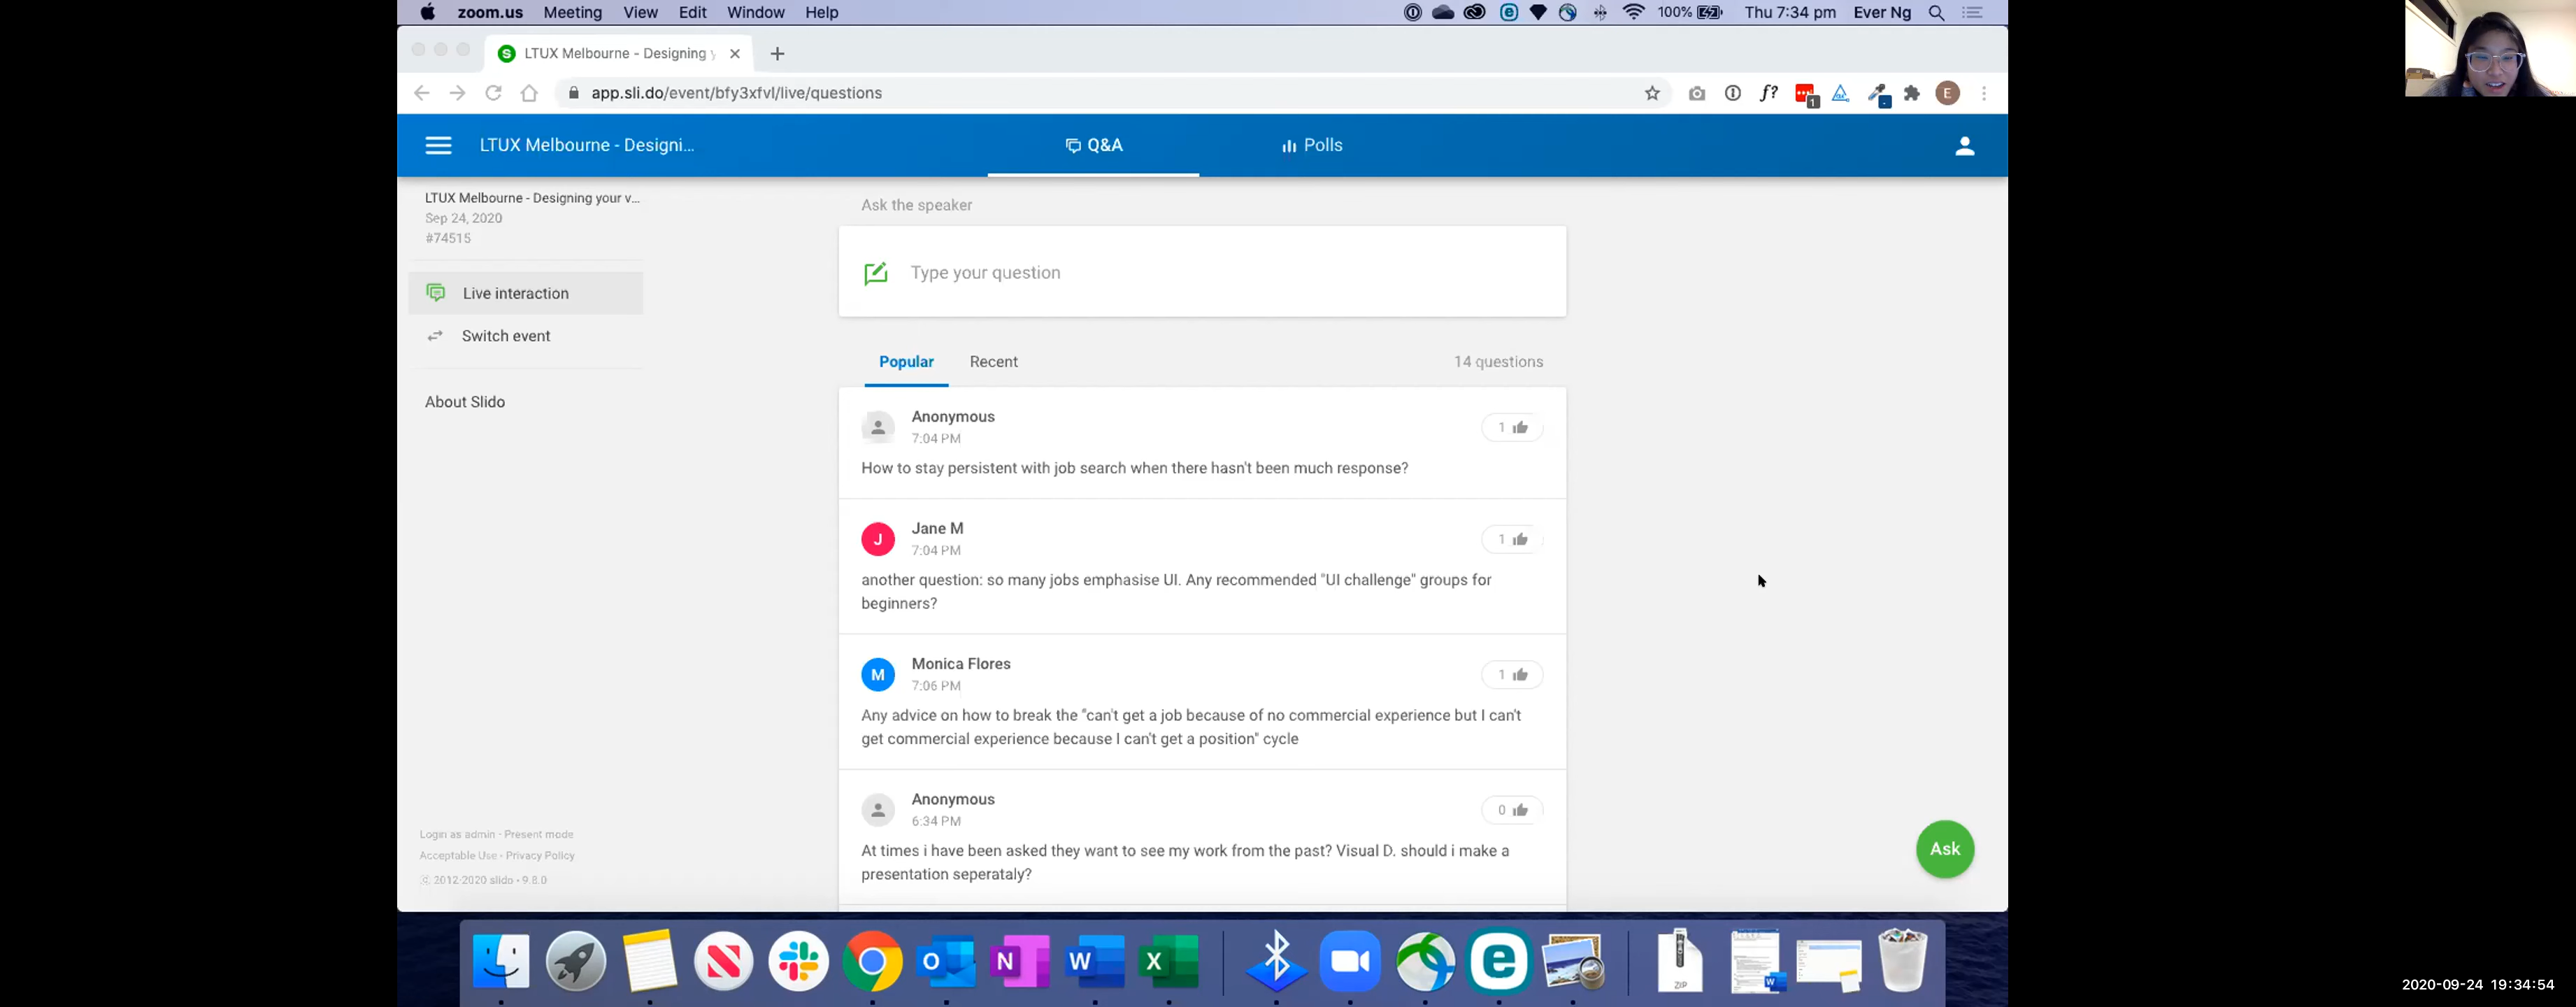 zoom.us Meeting View Edit Window Help
100% Thu 7:34 pm Ever Ng
LTUX Melbourne - Designing y
app.sli.do/event/bfy3xfvl/live/questions
f?
1
E
LTUX Melbourne - Designi...
Q&A
Polls
LTUX Melbourne - Designing your v...
Sep 24, 2020
#74515
Live interaction
Switch event
About Slido
Login as admin - Present mode
Acceptable Use - Privacy Policy
© 2012-2020 slido • 9.8.0
Ask the speaker
Type your question
Popular Recent 14 questions
Anonymous
7:04 PM
1
How to stay persistent with job search when there hasn't been much response?
J
Jane M
7:04 PM
1
another question: so many jobs emphasise UI. Any recommended "UI challenge" groups for
beginners?
M
Monica Flores
7:06 PM
1
Any advice on how to break the "can't get a job because of no commercial experience but I can't
get commercial experience because I can't get a position" cycle
Anonymous
6:34 PM
0
At times i have been asked they want to see my work from the past? Visual D. should i make a
presentation seperataly?
Ask
O N W X e ZIP W
2020-09-24 19:34:54